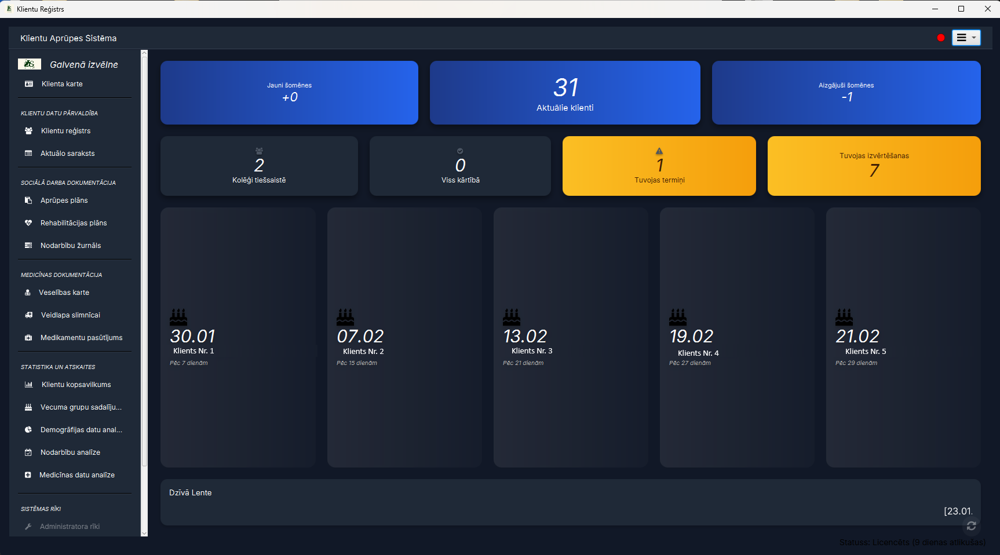 Klientu Reģistrs
Klientu Aprūpes Sistēma
Galvenā izvēlne
Klienta karte
KLIENTU DATU PĀRVALDĪBA
Klientu reģistrs
Aktuālo saraksts
SOCIĀLĀ DARBA DOKUMENTĀCIJA
Aprūpes plāns
Rehabilitācijas plāns
Nodarbību žurnāls
MEDICĪNAS DOKUMENTĀCIJA
Veselības karte
Veidlapa slimnīcai
Medikamentu pasūtījums
STATISTIKA UN ATSKAITES
Klientu kopsavilkums
Vecuma grupu sadalīju...
Demogrāfijas datu anal...
Nodarbību analīze
Medicīnas datu analīze
SISTĒMAS RĪKI
Administratora rīki
Jauni šomēnes
+0
31
Aktuālie klienti
Aizgājuši šomēnes
-1
2
Kolēģi tiešsaistē
0
Viss kārtībā
1
Tuvojas termiņi
Tuvojas izvērtēšanas
7
30.01
Klients Nr. 1
Pēc 7 dienām
07.02
Klients Nr. 2
Pēc 15 dienām
13.02
Klients Nr. 3
Pēc 21 dienām
19.02
Klients Nr. 4
Pēc 27 dienām
21.02
Klients Nr. 5
Pēc 29 dienām
Dzīvā Lente
[23.01.
Statuss: Licencēts (9 dienas atlikušas)